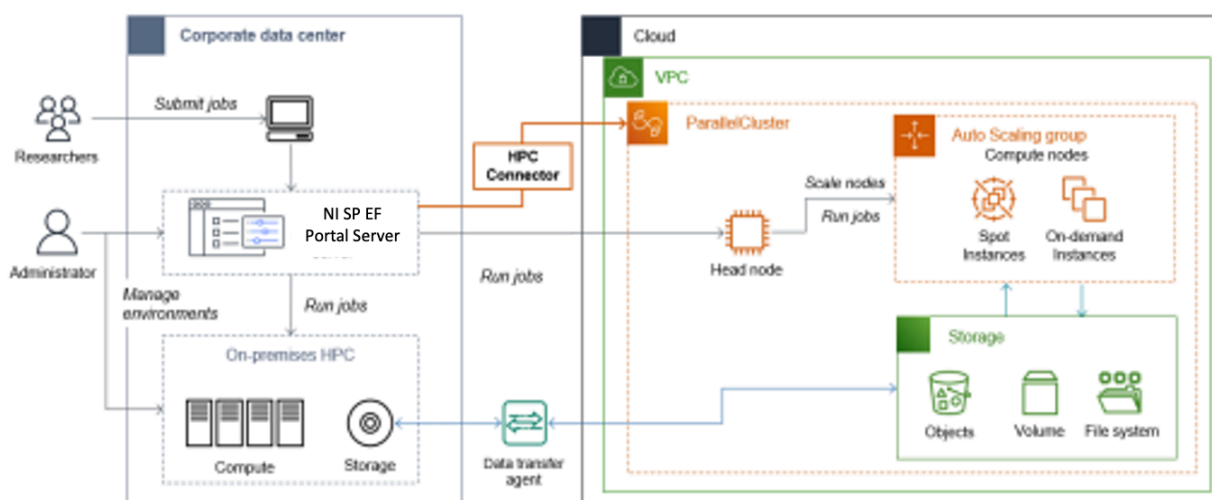 Corporate data center
Cloud
VPC
Submit jobs
Researchers
HPC
Connector
ParallelCluster
Auto Scaling group
Compute nodes
Scale nodes
Run jobs
Spot
Instances
On-demand
Instances
NI SP EF
Portal Server
Head node
Administrator
Manage
environments
Run jobs
Run jobs
On-premises HPC
Compute
Storage
Data transfer
agent
Storage
Objects
Volume
File system